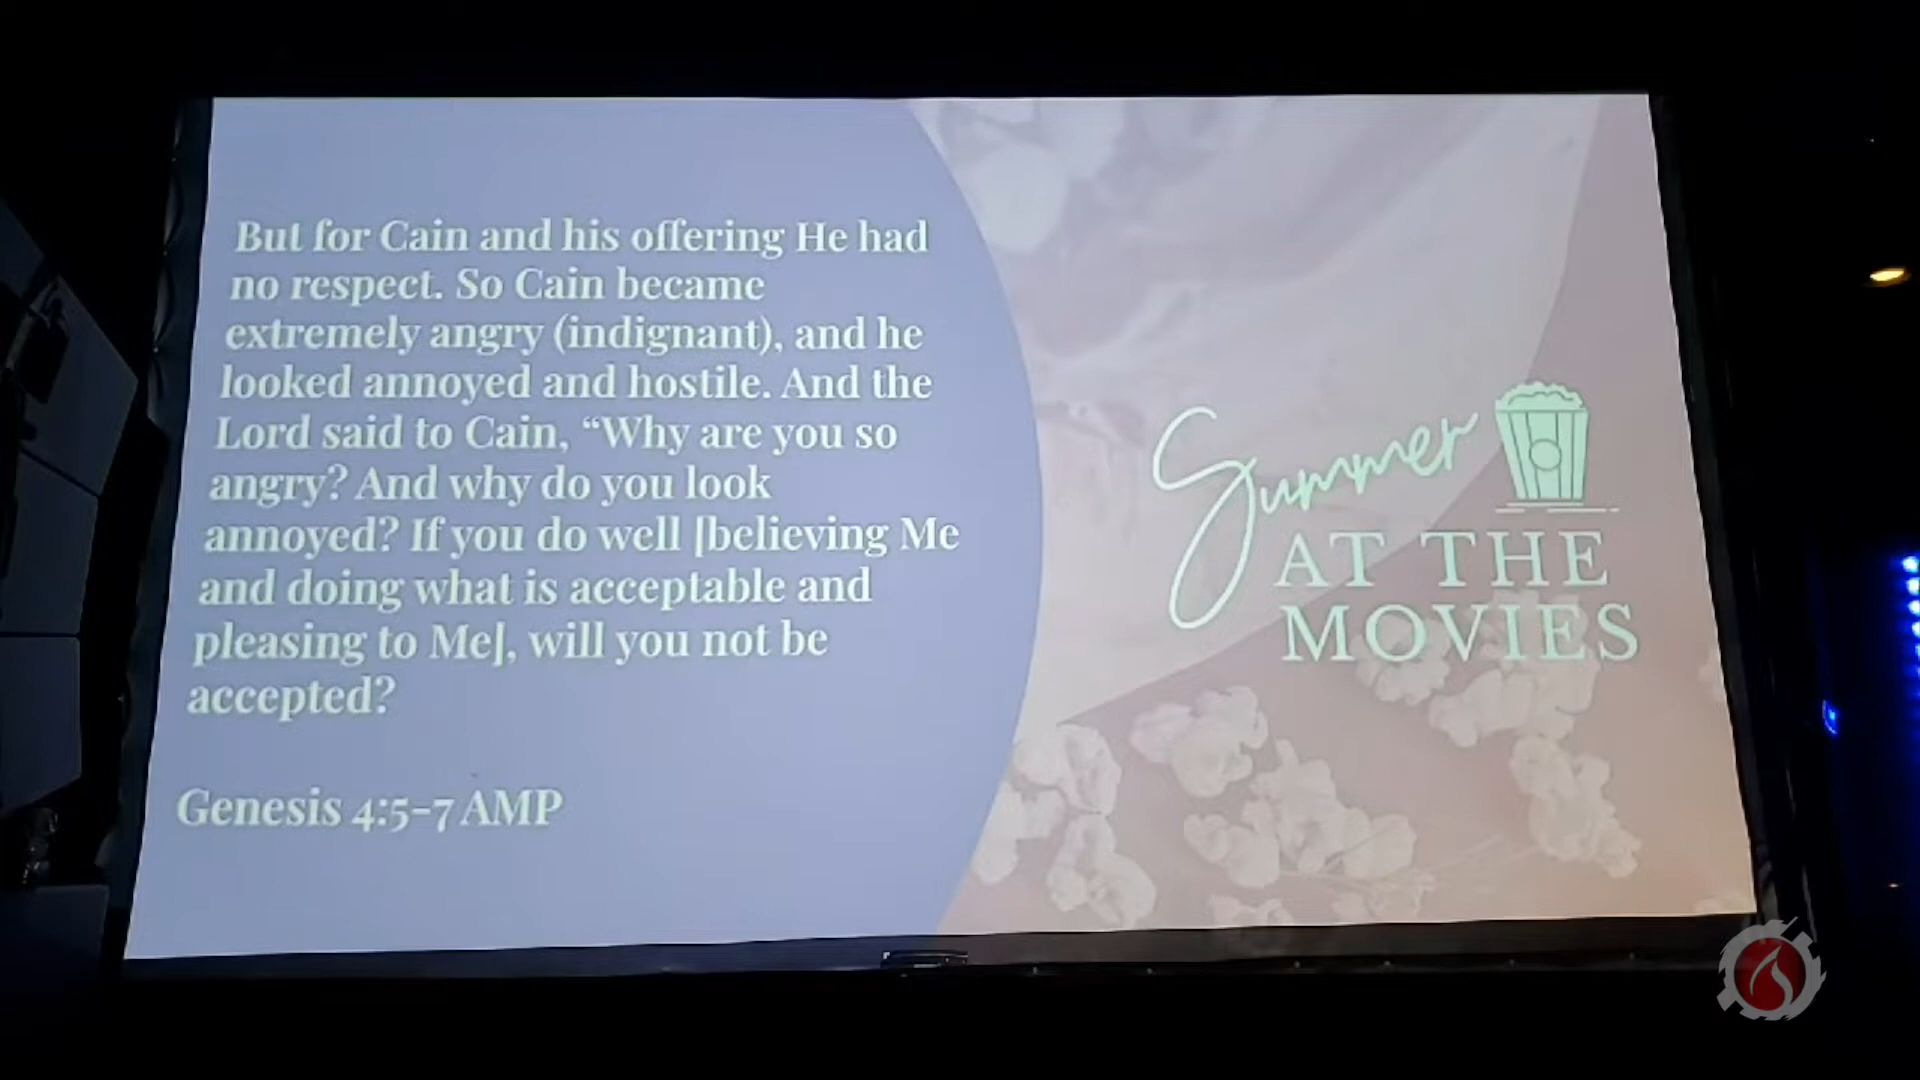 But for Cain and his offering He had
no respect. So Cain became
extremely angry (indignant), and he
looked annoyed and hostile. And the
Lord said to Cain, “Why are you so
angry? And why do you look
annoyed? If you do well [believing Me
and doing what is acceptable and
pleasing to Me], will you not be
accepted?
Genesis 4:5-7 AMP
Summer
AT THE
MOVIES